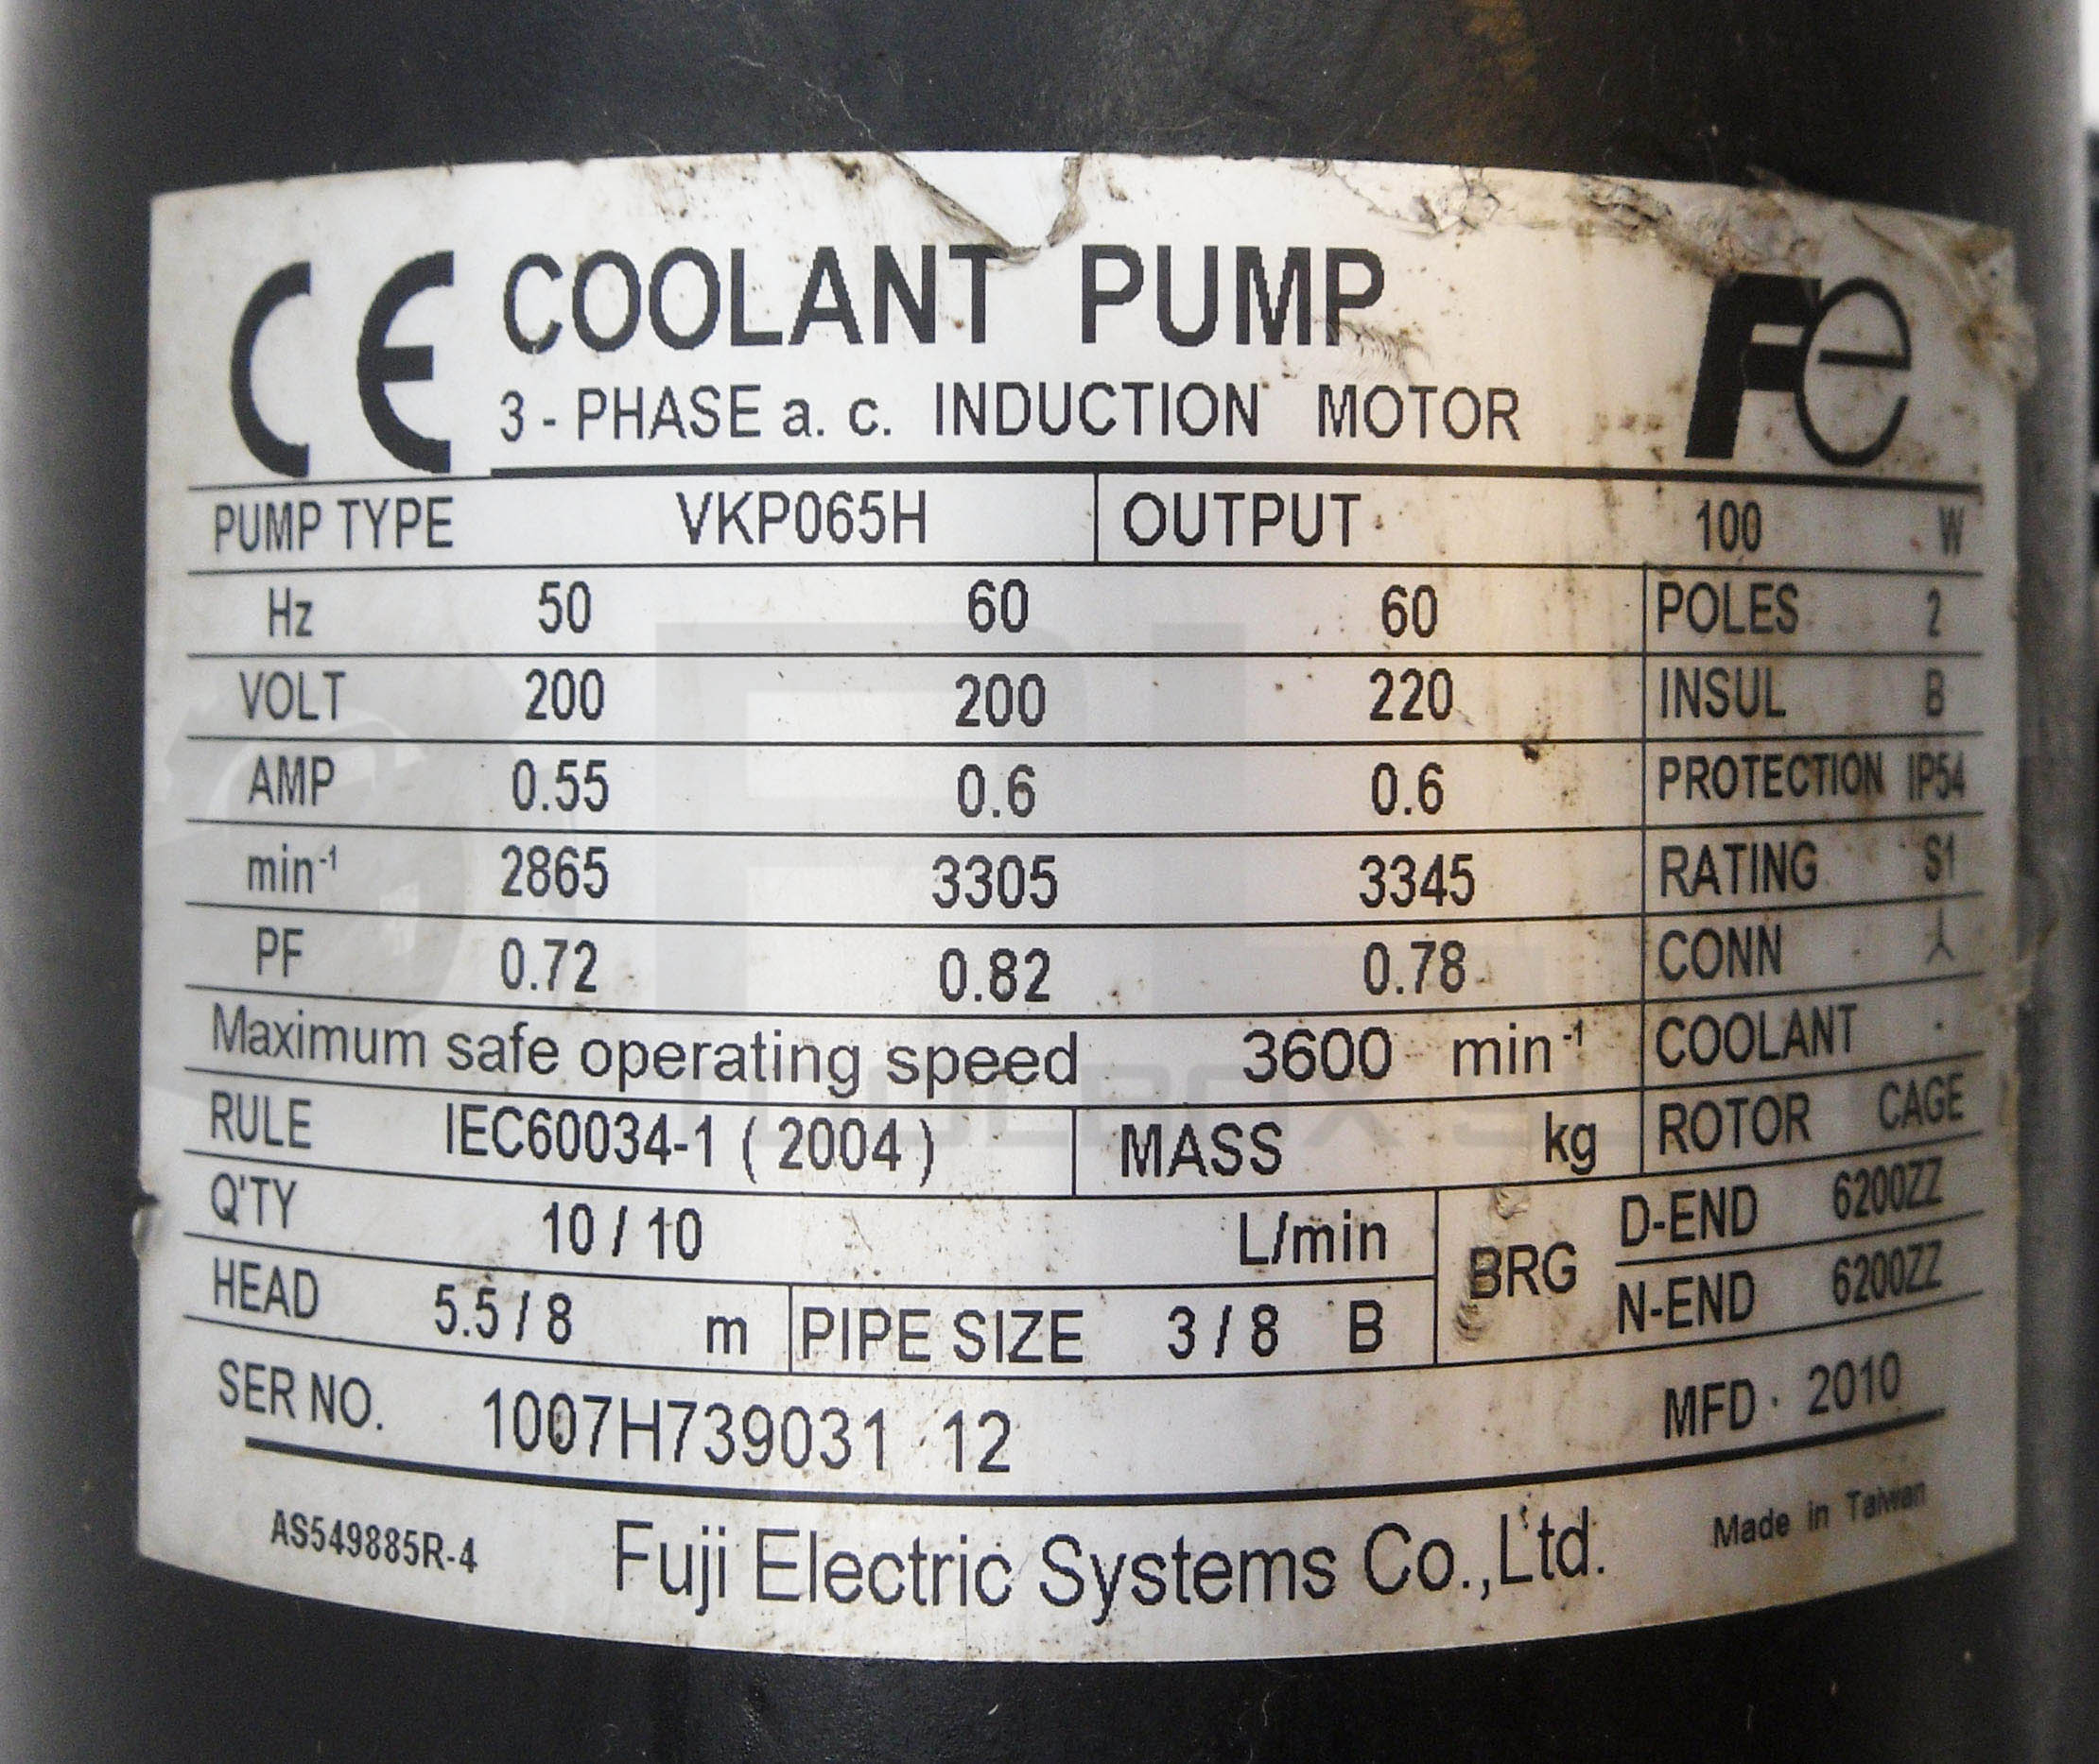 CE COOLANT PUMP Fe
3 - PHASE a. c. INDUCTION MOTOR
PUMP TYPE VKP065H OUTPUT 100 W
Hz 50 60 60 POLES 2
VOLT 200 200 220 INSUL B
AMP 0.55 0.6 0.6 PROTECTION IP54
min⁻¹ 2865 3305 3345 RATING S1
PF 0.72 0.82 0.78 CONN
Maximum safe operating speed 3600 min⁻¹ COOLANT
RULE IEC60034-1 ( 2004 ) MASS kg ROTOR CAGE
Q'TY 10 / 10 L/min BRG D-END 6200ZZ
HEAD 5.5 / 8 m PIPE SIZE 3 / 8 B N-END 6200ZZ
SER NO. 1007H739031 12 MFD · 2010
AS549885R-4 Fuji Electric Systems Co.,Ltd. Made in Taiwan